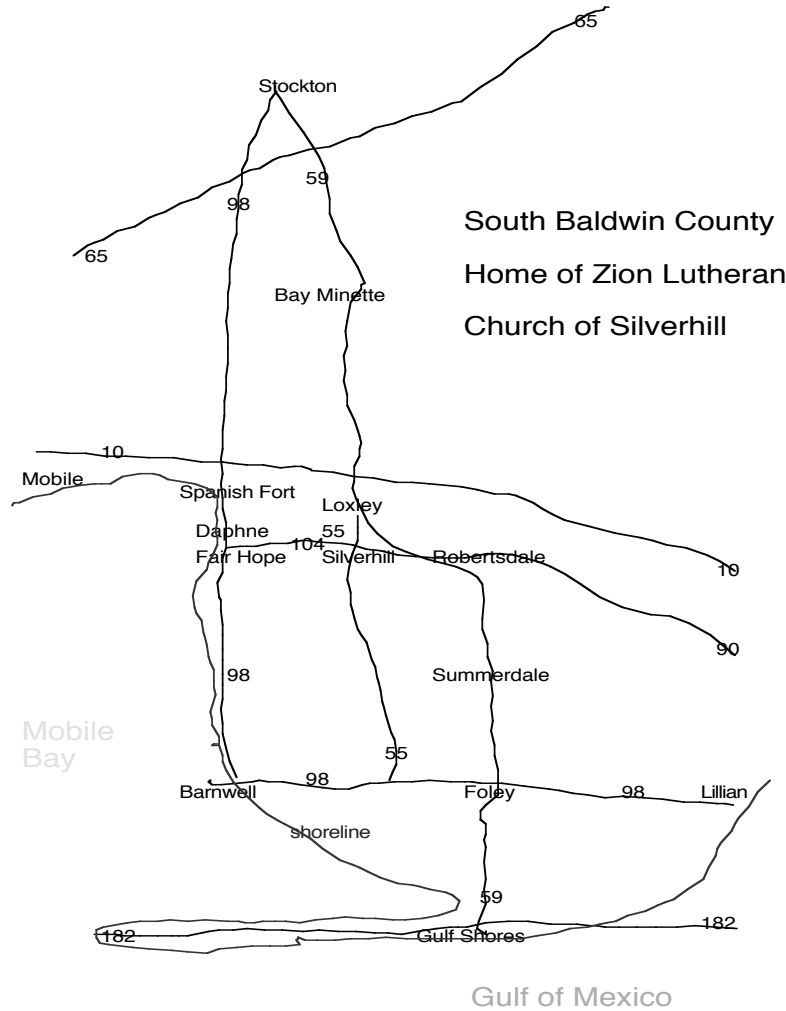 65
Stockton
59
98
South Baldwin County
65
Home of Zion Lutheran
Bay Minette
Church of Silverhill
10
Mobile
Spanish Fort
Loxley
Daphne
55
104
Fair Hope
Silverhill
Robertsdale
10
90
98
Summerdale
Mobile
Bay
55
98
Barnwell
Foley
98
Lillian
shoreline
59
182
182
Gulf Shores
Gulf of Mexico